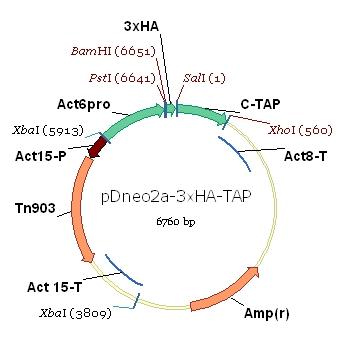 3xHA
BamHI (6651)
PstI (6641)
SalI (1)
Act6pro
C-TAP
XbaI (5913)
XhoI (560)
Act15-P
Act8-T
pDneo2a-3xHA-TAP
Tn903
6760 bp
Act 15-T
XbaI (3809)
Amp(r)